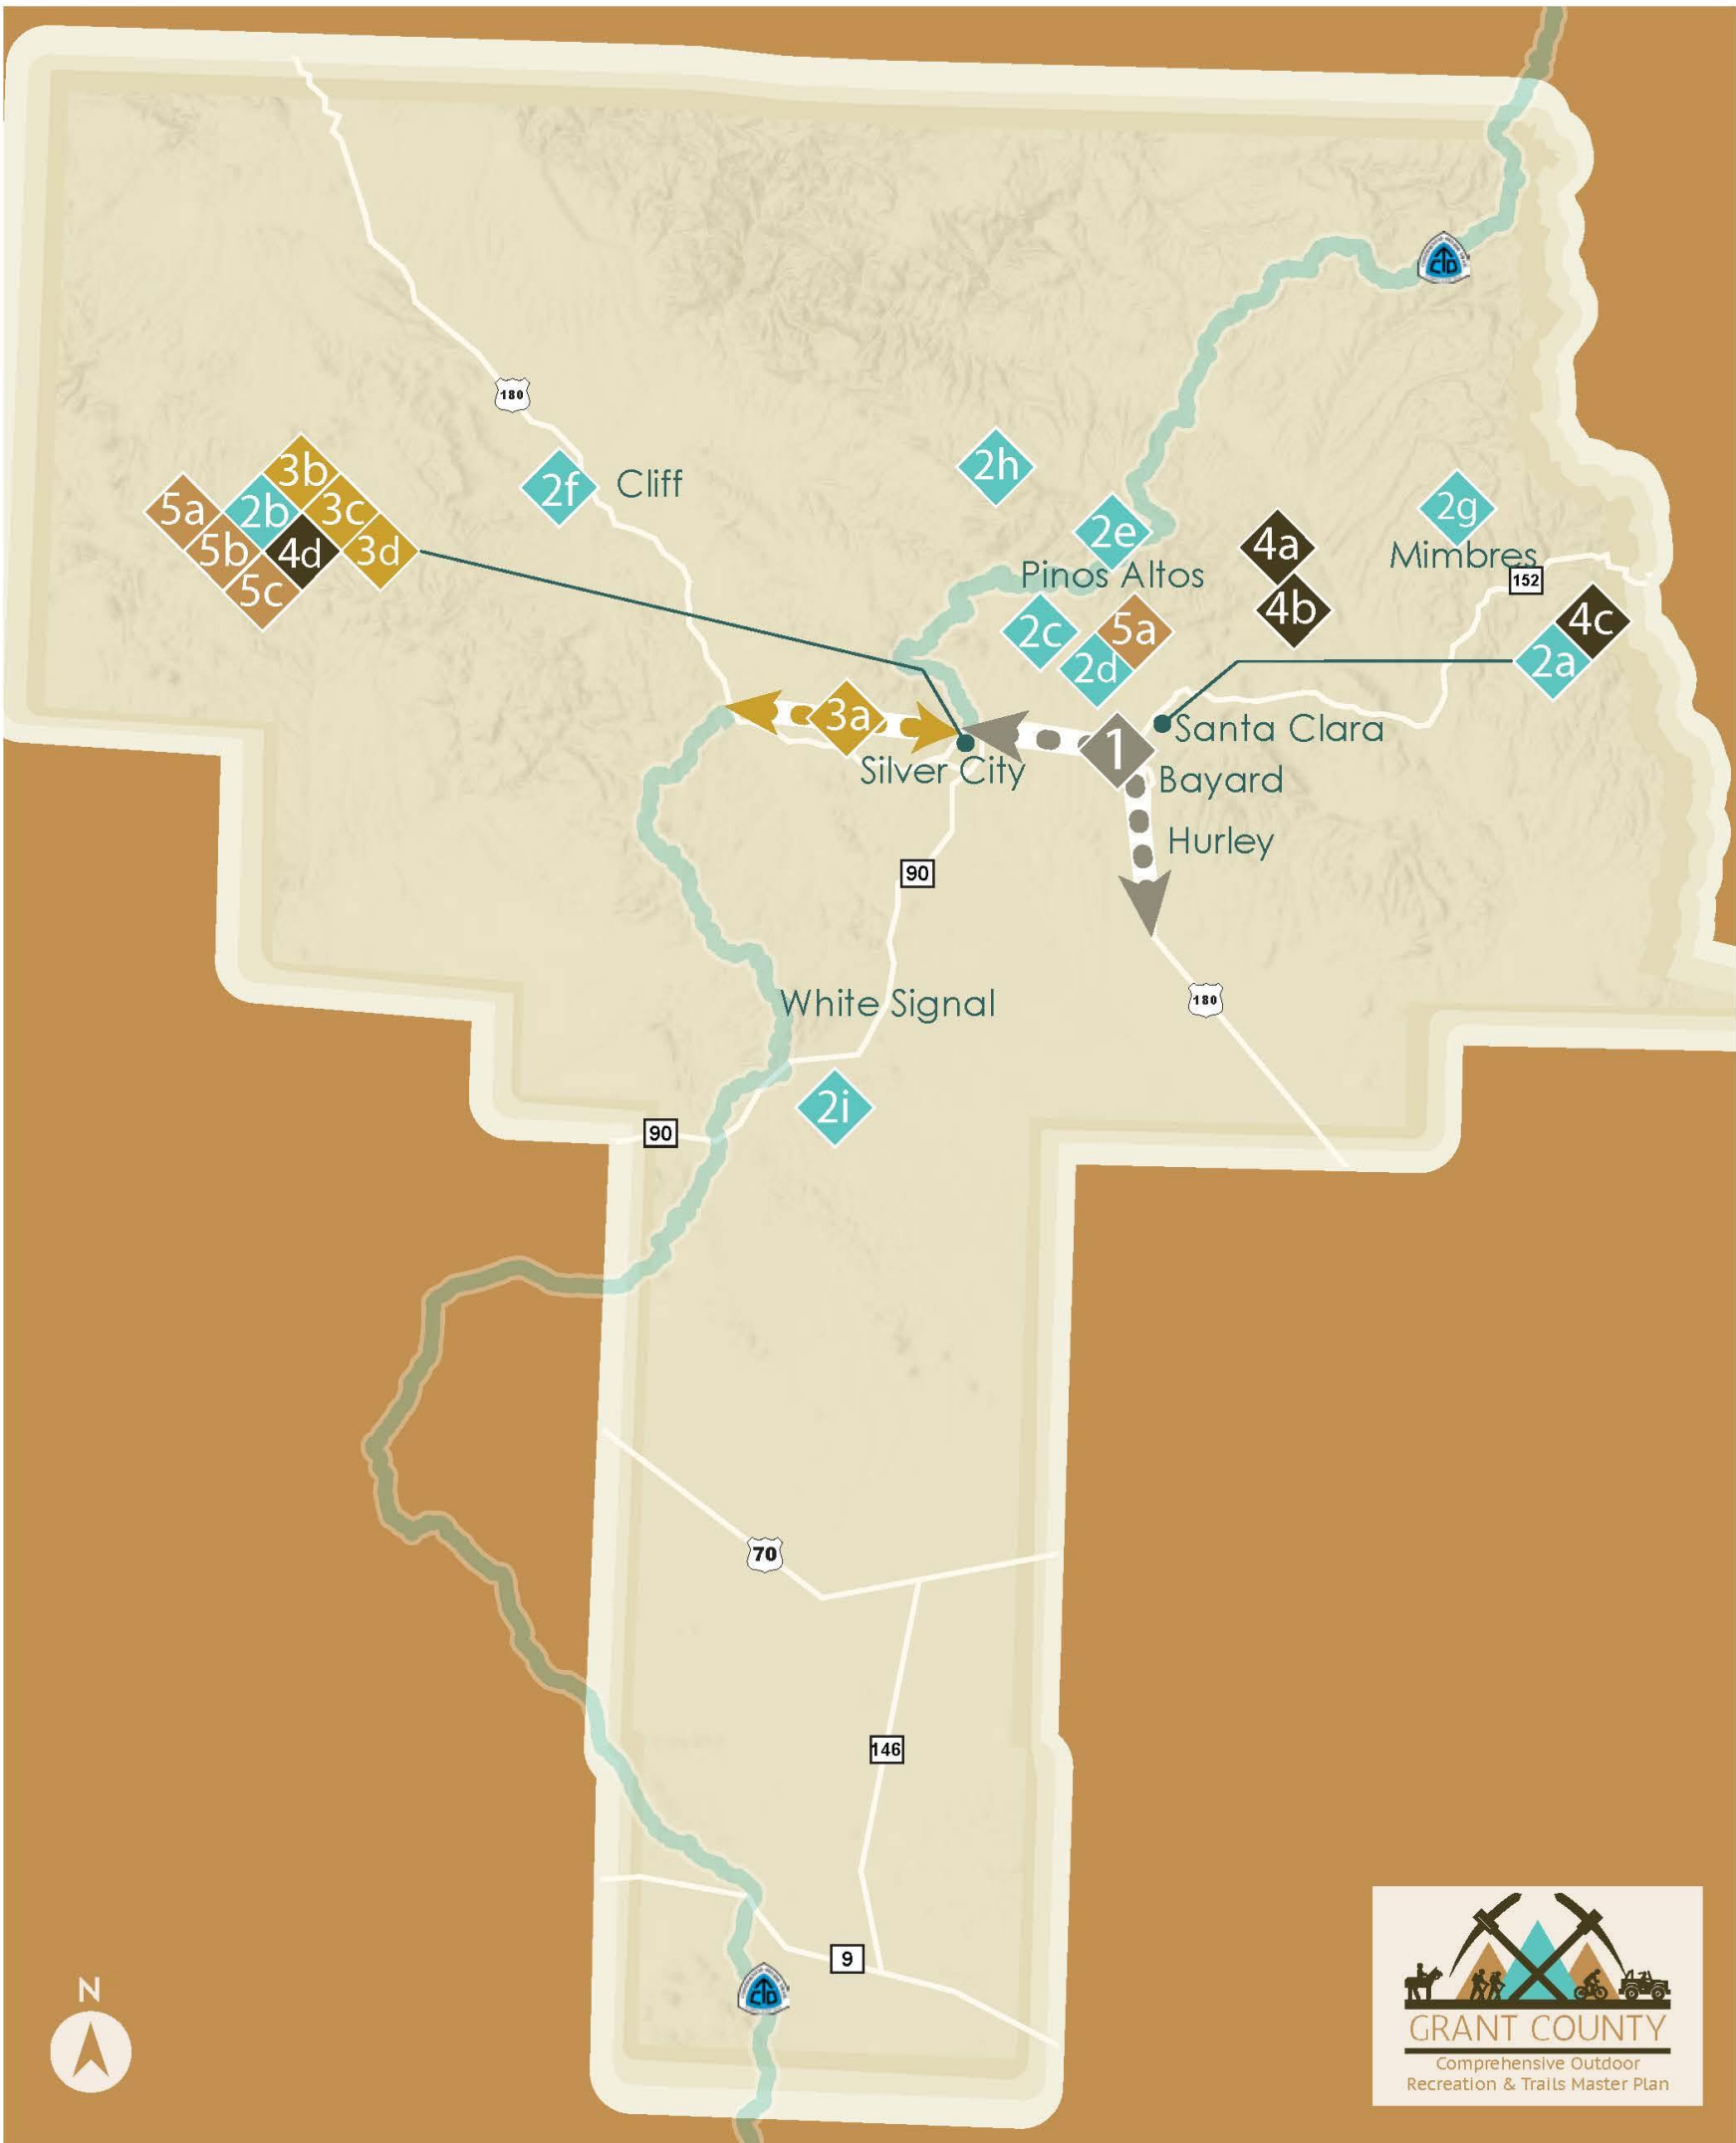 180
3b
5a
2b
3c
5b
4d
3d
5c
2f
Cliff
2h
2e
Pinos Altos
4a
4b
2g
Mimbres
152
4c
2a
2c
5a
2d
3a
1
Santa Clara
Silver City
Bayard
Hurley
90
White Signal
180
2i
90
70
146
9
CD
CD
N
GRANT COUNTY
Comprehensive Outdoor
Recreation & Trails Master Plan